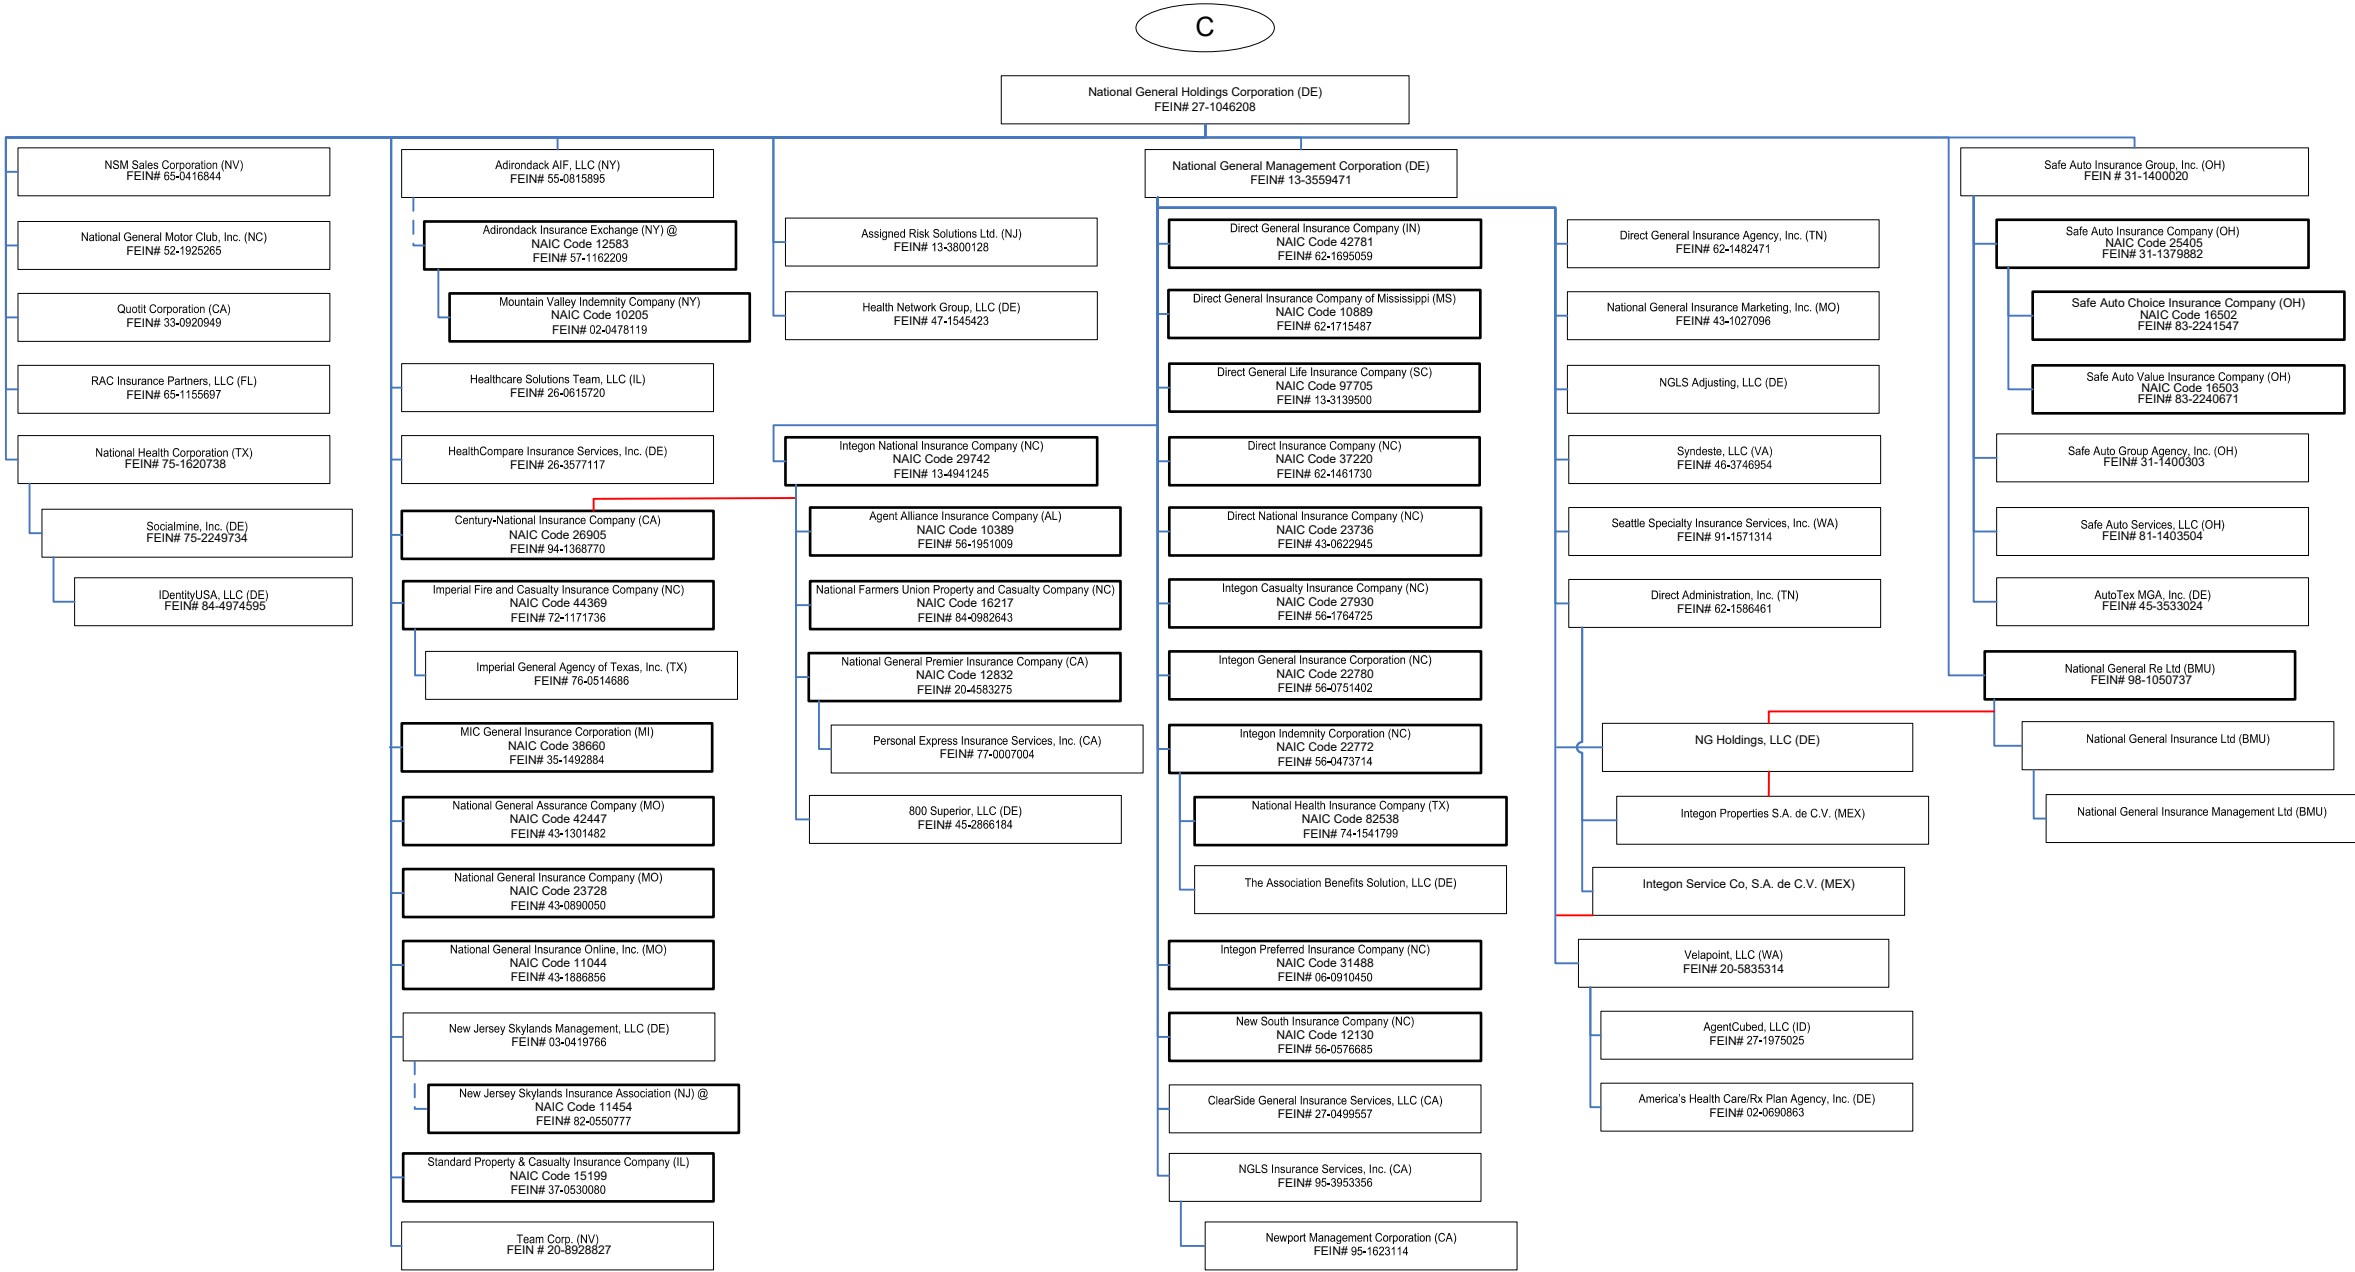 C
National General Holdings Corporation (DE)
FEIN# 27-1046208
NSM Sales Corporation (NV)
FEIN# 65-0416844
National General Motor Club, Inc. (NC)
FEIN# 52-1925265
Quotit Corporation (CA)
FEIN# 33-0920949
RAC Insurance Partners, LLC (FL)
FEIN# 65-1155697
National Health Corporation (TX)
FEIN# 75-1620738
Socialmine, Inc. (DE)
FEIN# 75-2249734
IDentityUSA, LLC (DE)
FEIN# 84-4974595
Adirondack AIF, LLC (NY)
FEIN# 55-0815895
Adirondack Insurance Exchange (NY) @
NAIC Code 12583
FEIN# 57-1162209
Mountain Valley Indemnity Company (NY)
NAIC Code 10205
FEIN# 02-0478119
Healthcare Solutions Team, LLC (IL)
FEIN# 26-0615720
HealthCompare Insurance Services, Inc. (DE)
FEIN# 26-3577117
Century-National Insurance Company (CA)
NAIC Code 26905
FEIN# 94-1368770
Imperial Fire and Casualty Insurance Company (NC)
NAIC Code 44369
FEIN# 72-1171736
Imperial General Agency of Texas, Inc. (TX)
FEIN# 76-0514686
MIC General Insurance Corporation (MI)
NAIC Code 38660
FEIN# 35-1492884
National General Assurance Company (MO)
NAIC Code 42447
FEIN# 43-1301482
National General Insurance Company (MO)
NAIC Code 23728
FEIN# 43-0890050
National General Insurance Online, Inc. (MO)
NAIC Code 11044
FEIN# 43-1886856
New Jersey Skylands Management, LLC (DE)
FEIN# 03-0419766
New Jersey Skylands Insurance Association (NJ) @
NAIC Code 11454
FEIN# 82-0550777
Standard Property & Casualty Insurance Company (IL)
NAIC Code 15199
FEIN# 37-0530080
Team Corp. (NV)
FEIN # 20-8928827
Assigned Risk Solutions Ltd. (NJ)
FEIN# 13-3800128
Health Network Group, LLC (DE)
FEIN# 47-1545423
Integon National Insurance Company (NC)
NAIC Code 29742
FEIN# 13-4941245
Agent Alliance Insurance Company (AL)
NAIC Code 10389
FEIN# 56-1951009
National Farmers Union Property and Casualty Company (NC)
NAIC Code 16217
FEIN# 84-0982643
National General Premier Insurance Company (CA)
NAIC Code 12832
FEIN# 20-4583275
Personal Express Insurance Services, Inc. (CA)
FEIN# 77-0007004
800 Superior, LLC (DE)
FEIN# 45-2866184
National General Management Corporation (DE)
FEIN# 13-3559471
Direct General Insurance Company (IN)
NAIC Code 42781
FEIN# 62-1695059
Direct General Insurance Company of Mississippi (MS)
NAIC Code 10889
FEIN# 62-1715487
Direct General Life Insurance Company (SC)
NAIC Code 97705
FEIN# 13-3139500
Direct Insurance Company (NC)
NAIC Code 37220
FEIN# 62-1461730
Direct National Insurance Company (NC)
NAIC Code 23736
FEIN# 43-0622945
Integon Casualty Insurance Company (NC)
NAIC Code 27930
FEIN# 56-1764725
Integon General Insurance Corporation (NC)
NAIC Code 22780
FEIN# 56-0751402
Integon Indemnity Corporation (NC)
NAIC Code 22772
FEIN# 56-0473714
National Health Insurance Company (TX)
NAIC Code 82538
FEIN# 74-1541799
The Association Benefits Solution, LLC (DE)
Integon Preferred Insurance Company (NC)
NAIC Code 31488
FEIN# 06-0910450
New South Insurance Company (NC)
NAIC Code 12130
FEIN# 56-0576685
ClearSide General Insurance Services, LLC (CA)
FEIN# 27-0499557
NGLS Insurance Services, Inc. (CA)
FEIN# 95-3953356
Newport Management Corporation (CA)
FEIN# 95-1623114
Direct General Insurance Agency, Inc. (TN)
FEIN# 62-1482471
National General Insurance Marketing, Inc. (MO)
FEIN# 43-1027096
NGLS Adjusting, LLC (DE)
Syndeste, LLC (VA)
FEIN# 46-3746954
Seattle Specialty Insurance Services, Inc. (WA)
FEIN# 91-1571314
Direct Administration, Inc. (TN)
FEIN# 62-1586461
NG Holdings, LLC (DE)
Integon Properties S.A. de C.V. (MEX)
Integon Service Co, S.A. de C.V. (MEX)
Velapoint, LLC (WA)
FEIN# 20-5835314
AgentCubed, LLC (ID)
FEIN# 27-1975025
America's Health Care/Rx Plan Agency, Inc. (DE)
FEIN# 02-0690863
Safe Auto Insurance Group, Inc. (OH)
FEIN # 31-1400020
Safe Auto Insurance Company (OH)
NAIC Code 25405
FEIN# 31-1379882
Safe Auto Choice Insurance Company (OH)
NAIC Code 16502
FEIN# 83-2241547
Safe Auto Value Insurance Company (OH)
NAIC Code 16503
FEIN# 83-2240671
Safe Auto Group Agency, Inc. (OH)
FEIN# 31-1400303
Safe Auto Services, LLC (OH)
FEIN# 81-1403504
AutoTex MGA, Inc. (DE)
FEIN# 45-3533024
National General Re Ltd (BMU)
FEIN# 98-1050737
National General Insurance Ltd (BMU)
National General Insurance Management Ltd (BMU)